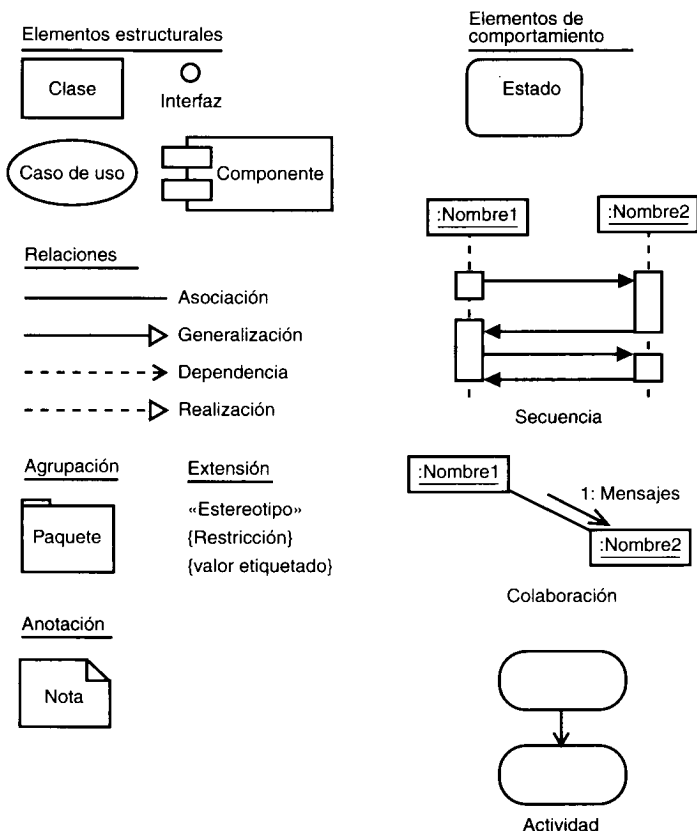 Elementos estructurales
Clase
Interfaz
Caso de uso
Componente
Relaciones
Asociación
Generalización
Dependencia
Realización
Agrupación
Paquete
Extensión
«Estereotipo»
{Restricción}
{valor etiquetado}
Anotación
Nota
Elementos de
comportamiento
Estado
:Nombre1
:Nombre2
Secuencia
:Nombre1
1: Mensajes
:Nombre2
Colaboración
Actividad